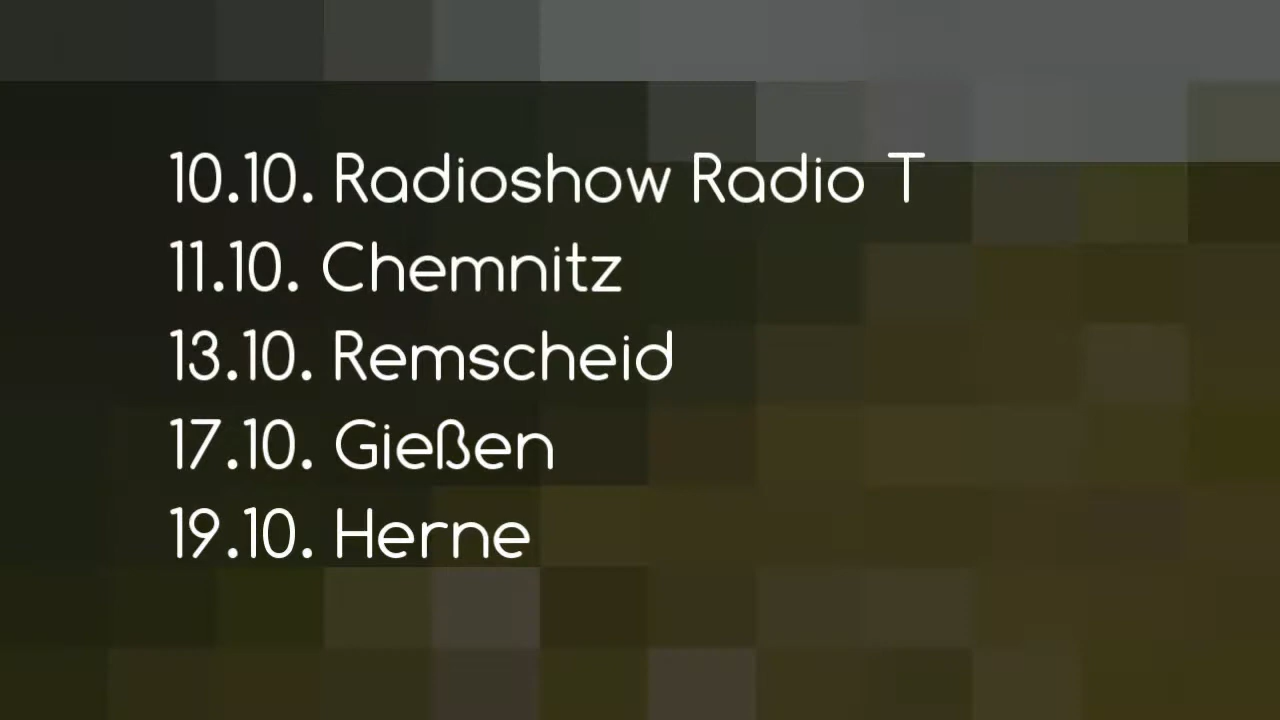 10.10. Radioshow Radio T
11.10. Chemnitz
13.10. Remscheid
17.10. Gießen
19.10. Herne